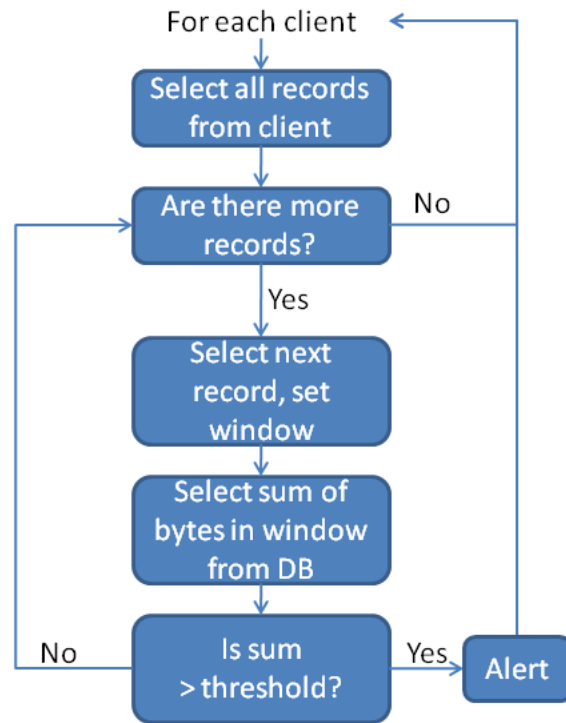 For each client
Select all records
from client
Are there more
records?
No
Yes
Select next
record, set
window
Select sum of
bytes in window
from DB
No
Is sum
> threshold?
Yes
Alert